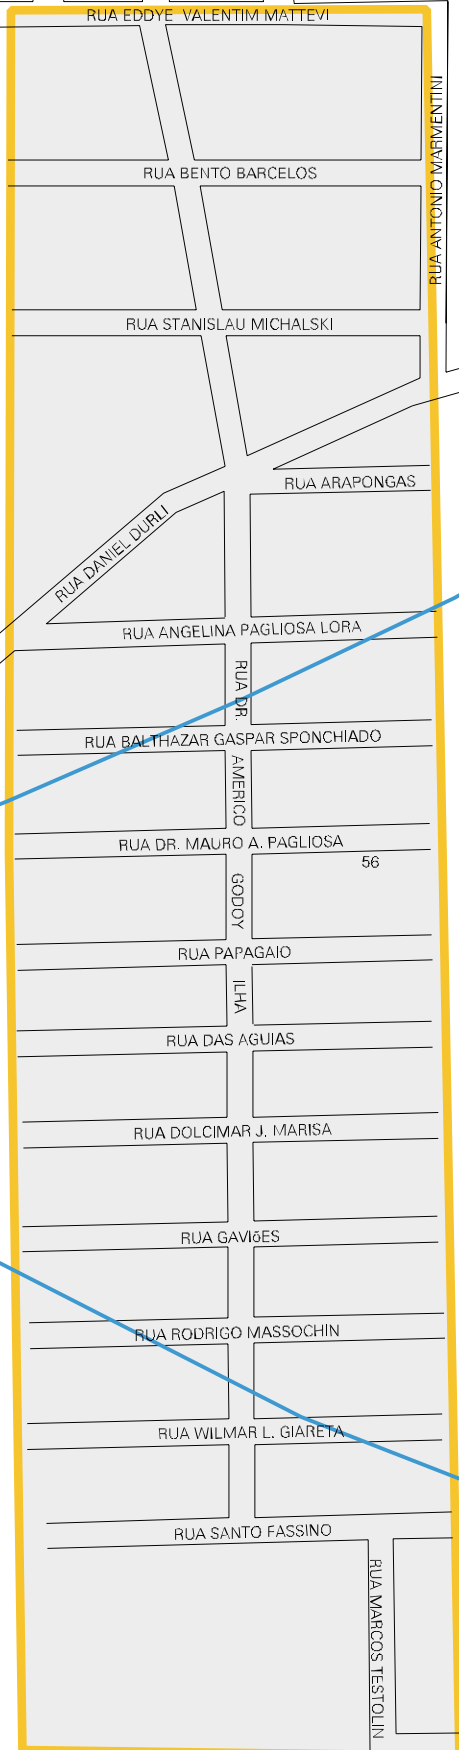 RUA EDDYE VALENTIM MATTEVI
RUA ANTONIO MARMENTINI
RUA BENTO BARCELOS
RUA STANISLAU MICHALSKI
RUA ARAPONGAS
RUA DANIEL DURLI
RUA ANGELINA PAGLIOSA LORA
RUA DR. AMERICO GODOY ILHA
RUA BALTHAZAR GASPAR SPONCHIADO
RUA DR. MAURO A. PAGLIOSA
56
RUA PAPAGAIO
RUA DAS AGUIAS
RUA DOLCIMAR J. MARISA
RUA GAVIõES
RUA RODRIGO MASSOCHIN
RUA WILMAR L. GIARETA
RUA SANTO FASSINO
RUA MARCOS TESTOLIN